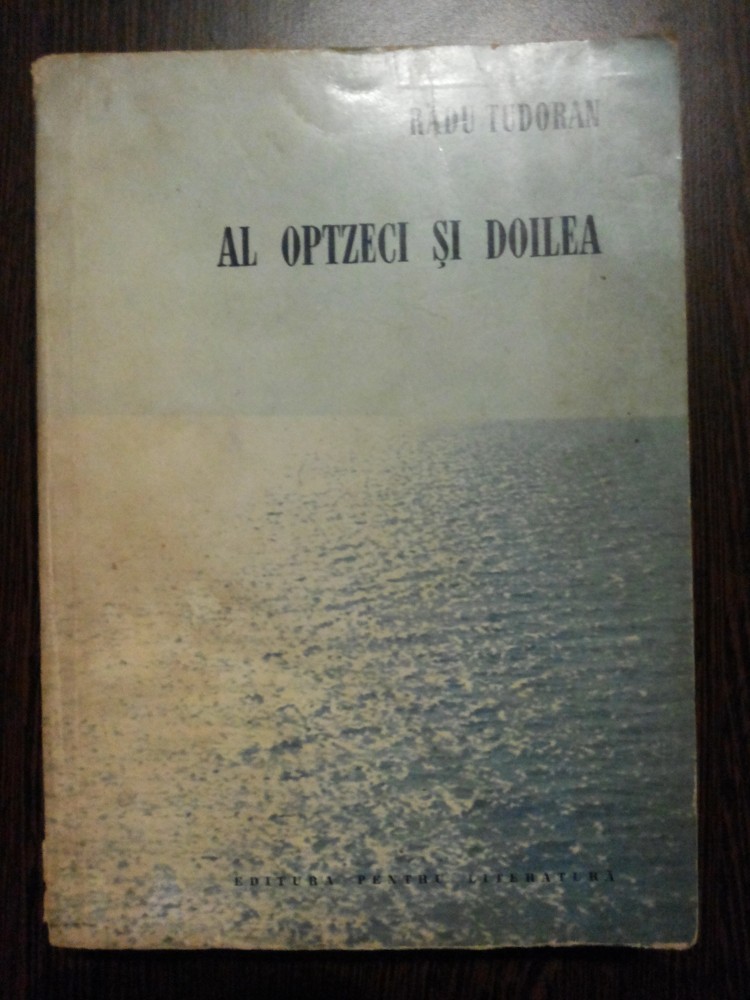 RADU TUDORAN
AL OPTZECI ŞI DOILEA
EDITURA PENTRU LITERATURĂ